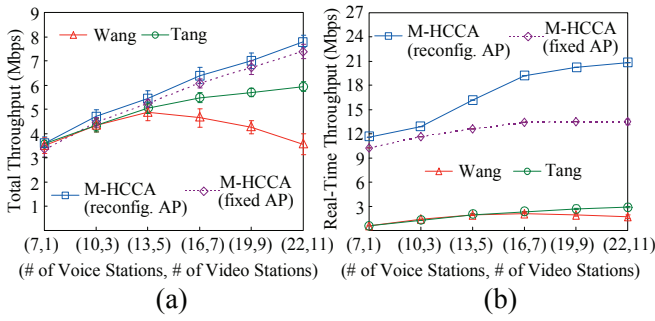 Total Throughput (Mbps)
9
8
7
6
5
4
3
2
1
Wang
Tang
M-HCCA
(reconfig. AP)
M-HCCA
(fixed AP)
(7,1) (10,3) (13,5) (16,7) (19,9) (22,11)
(# of Voice Stations, # of Video Stations)
(a)
Real-Time Throughput (Mbps)
27
24
21
18
15
12
9
6
3
M-HCCA
(reconfig. AP)
M-HCCA
(fixed AP)
Wang
Tang
(7,1) (10,3) (13,5) (16,7) (19,9) (22,11)
(# of Voice Stations, # of Video Stations)
(b)